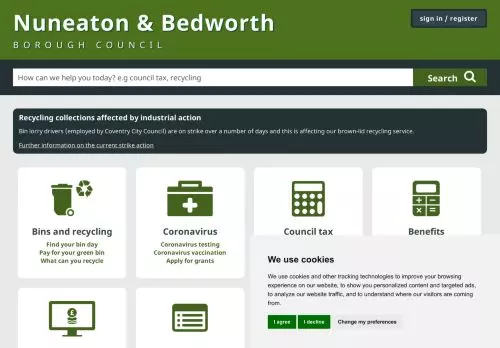 Nuneaton & Bedworth
BOROUGH COUNCIL
sign in / register
How can we help you today? e.g council tax, recycling
Search
Recycling collections affected by industrial action
Bin lorry drivers (employed by Coventry City Council) are on strike over a number of days and this is affecting our brown-lid recycling service.
Further information on the current strike action
Bins and recycling
Find your bin day
Pay for your green bin
What can you recycle
Coronavirus
Coronavirus testing
Coronavirus vaccination
Apply for grants
Council tax
Benefits
We use cookies
We use cookies and other tracking technologies to improve your browsing
experience on our website, to show you personalized content and targeted ads,
to analyze our website traffic, and to understand where our visitors are coming
from.
I agree
I decline
Change my preferences